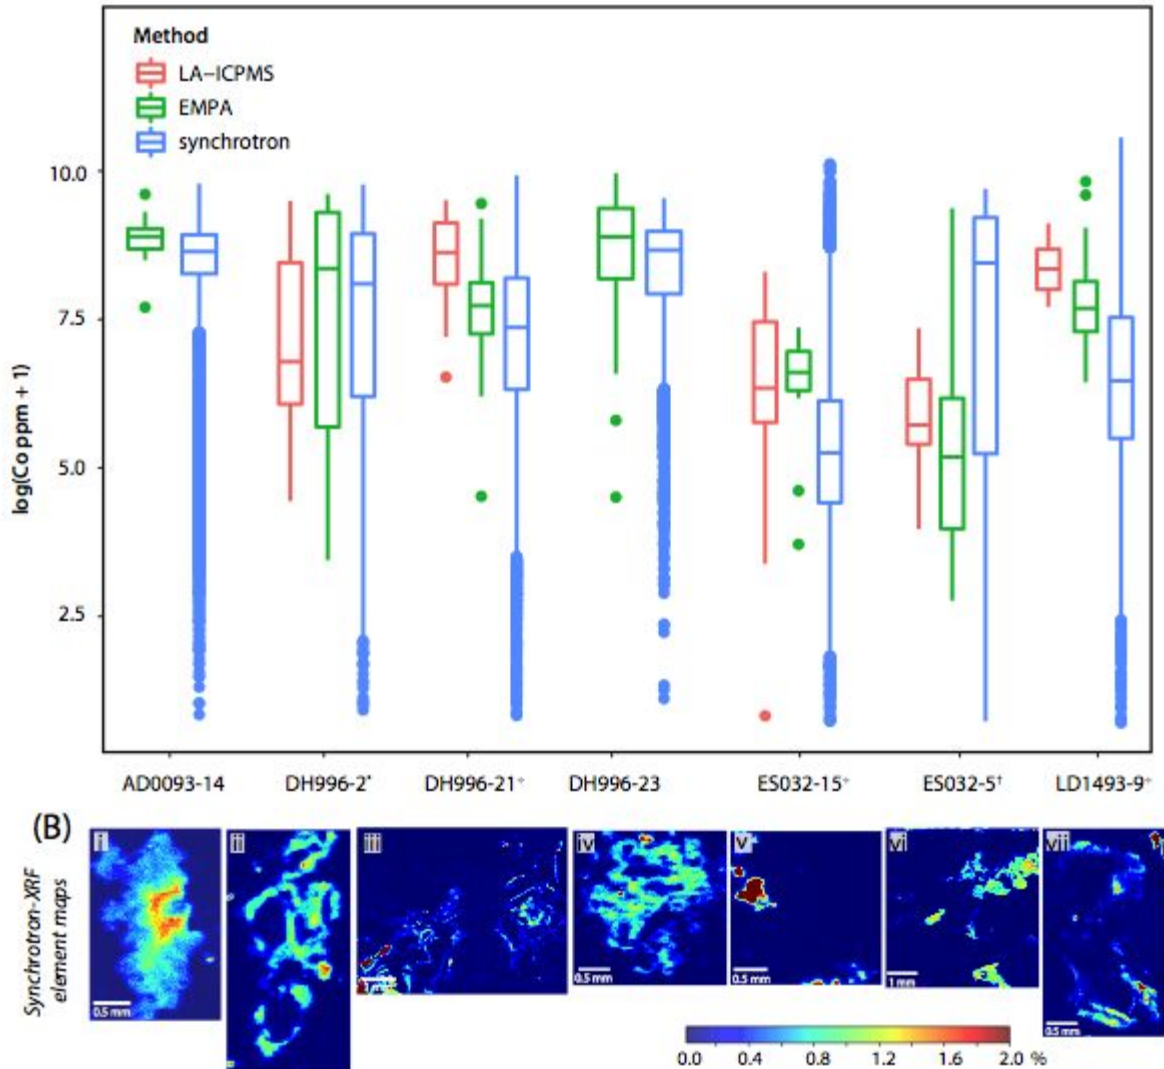 Method
LA-ICPMS
EMPA
synchrotron
log(Co ppm + 1)
10.0
7.5
5.0
2.5
AD0093-14 DH996-2* DH996-21+ DH996-23 ES032-15+ ES032-5† LD1493-9+
(B)
Synchrotron-XRF
element maps
i ii iii iv v vi vii
0.5 mm
0.5 mm
0.5 mm
1 mm
0.5 mm
0.0 0.4 0.8 1.2 1.6 2.0 %